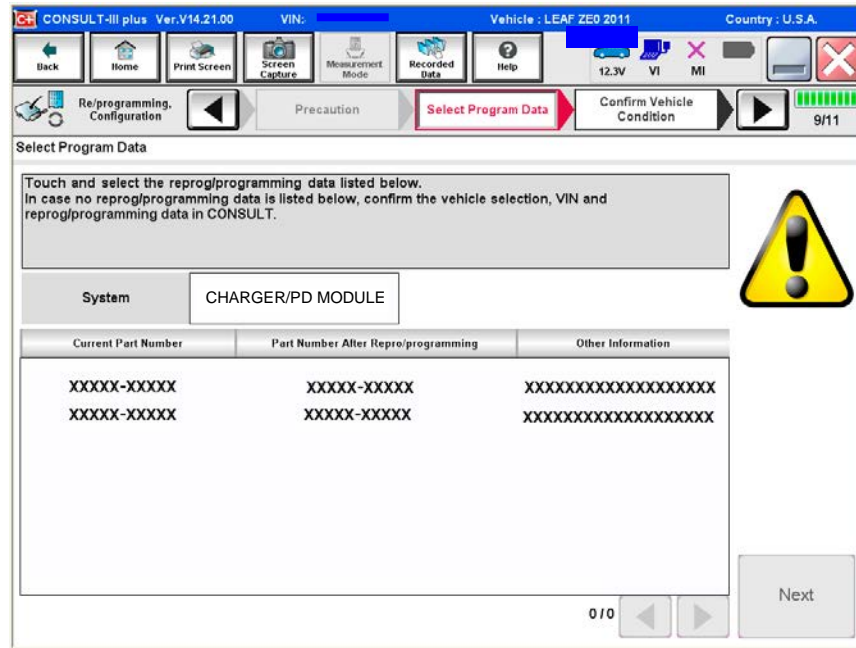 CONSULT-III plus Ver.V14.21.00 VIN: Vehicle : LEAF ZE0 2011 Country : U.S.A.
Back Home Print Screen Screen Capture Measurement Mode Recorded Data Help 12.3V VI MI
Re/programming, Configuration Precaution Select Program Data Confirm Vehicle Condition 9/11
Select Program Data
Touch and select the reprog/programming data listed below.
In case no reprog/programming data is listed below, confirm the vehicle selection, VIN and
reprog/programming data in CONSULT.
System CHARGER/PD MODULE
Current Part Number Part Number After Repro/programming Other Information
XXXXX-XXXXX XXXXX-XXXXX XXXXXXXXXXXXXXXXXXX
XXXXX-XXXXX XXXXX-XXXXX XXXXXXXXXXXXXXXXXXX
Next
0/0